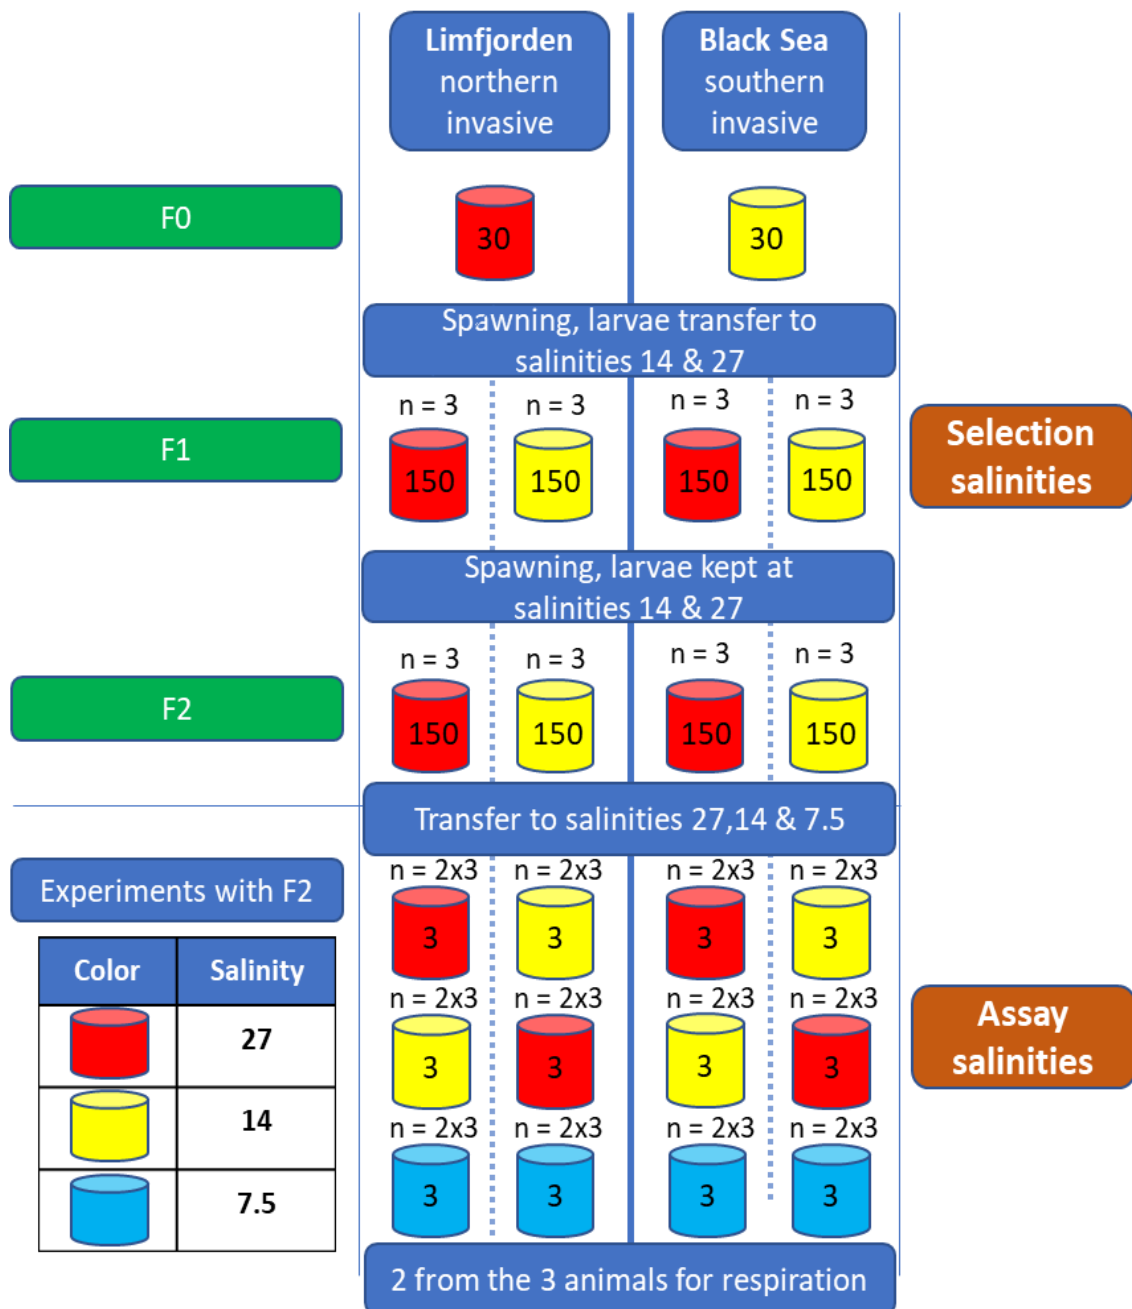 Limfjorden
northern
invasive
Black Sea
southern
invasive
F0
30
30
Spawning, larvae transfer to
salinities 14 & 27
n = 3
n = 3
n = 3
n = 3
F1
150
150
150
150
Selection
salinities
Spawning, larvae kept at
salinities 14 & 27
n = 3
n = 3
n = 3
n = 3
F2
150
150
150
150
Transfer to salinities 27,14 & 7.5
Experiments with F2
n = 2x3
n = 2x3
n = 2x3
n = 2x3
3
3
3
3
Color
Salinity
27
14
7.5
n = 2x3
n = 2x3
n = 2x3
n = 2x3
3
3
3
3
Assay
salinities
n = 2x3
n = 2x3
n = 2x3
n = 2x3
3
3
3
3
2 from the 3 animals for respiration